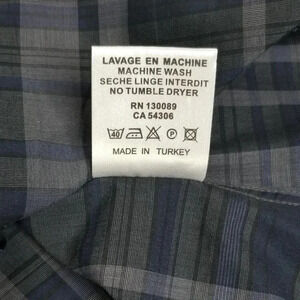 LAVAGE EN MACHINE
MACHINE WASH
SECHE LINGE INTERDIT
NO TUMBLE DRYER
RN 130089
CA 54306
40 P
MADE IN TURKEY